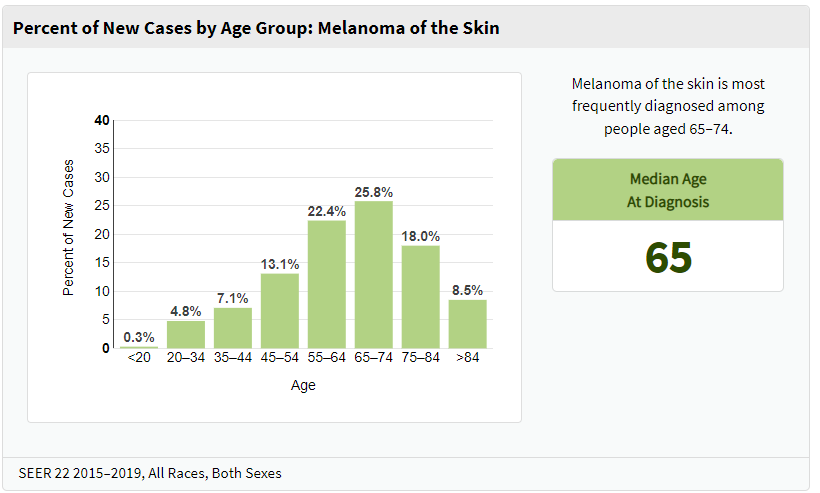 Percent of New Cases by Age Group: Melanoma of the Skin
Melanoma of the skin is most
frequently diagnosed among
people aged 65–74.
Median Age
At Diagnosis
65
Percent of New Cases
40
35
30
25
20
15
10
5
0
0.3%
4.8%
7.1%
13.1%
22.4%
25.8%
18.0%
8.5%
<20 20–34 35–44 45–54 55–64 65–74 75–84 >84
Age
SEER 22 2015–2019, All Races, Both Sexes